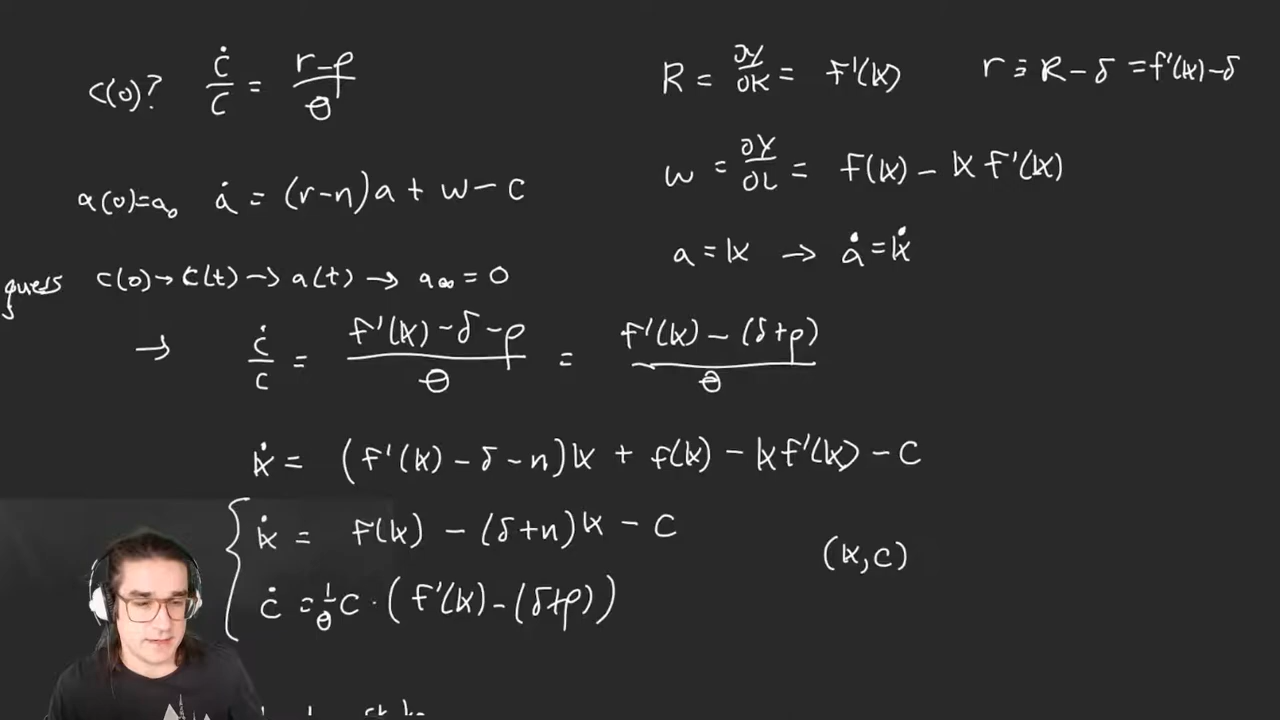 c(0)? ċ/c = (r-ρ)/θ
R = ∂Y/∂K = f'(k)
r ≡ R - δ = f'(k) - δ
a(0)=a₀ ȧ = (r-n)a + w - c
w = ∂Y/∂L = f(k) - k f'(k)
a = k → ȧ = k̇
guess c(0) → c(t) → a(t) → a∞ = 0
→ ċ/c = (f'(k) - δ - ρ)/θ = (f'(k) - (δ+ρ))/θ
k̇ = (f'(k) - δ - n)k + f(k) - kf'(k) - c
k̇ = f(k) - (δ+n)k - c
(k,c)
ċ = 1/θ c · (f'(k) - (δ+ρ))